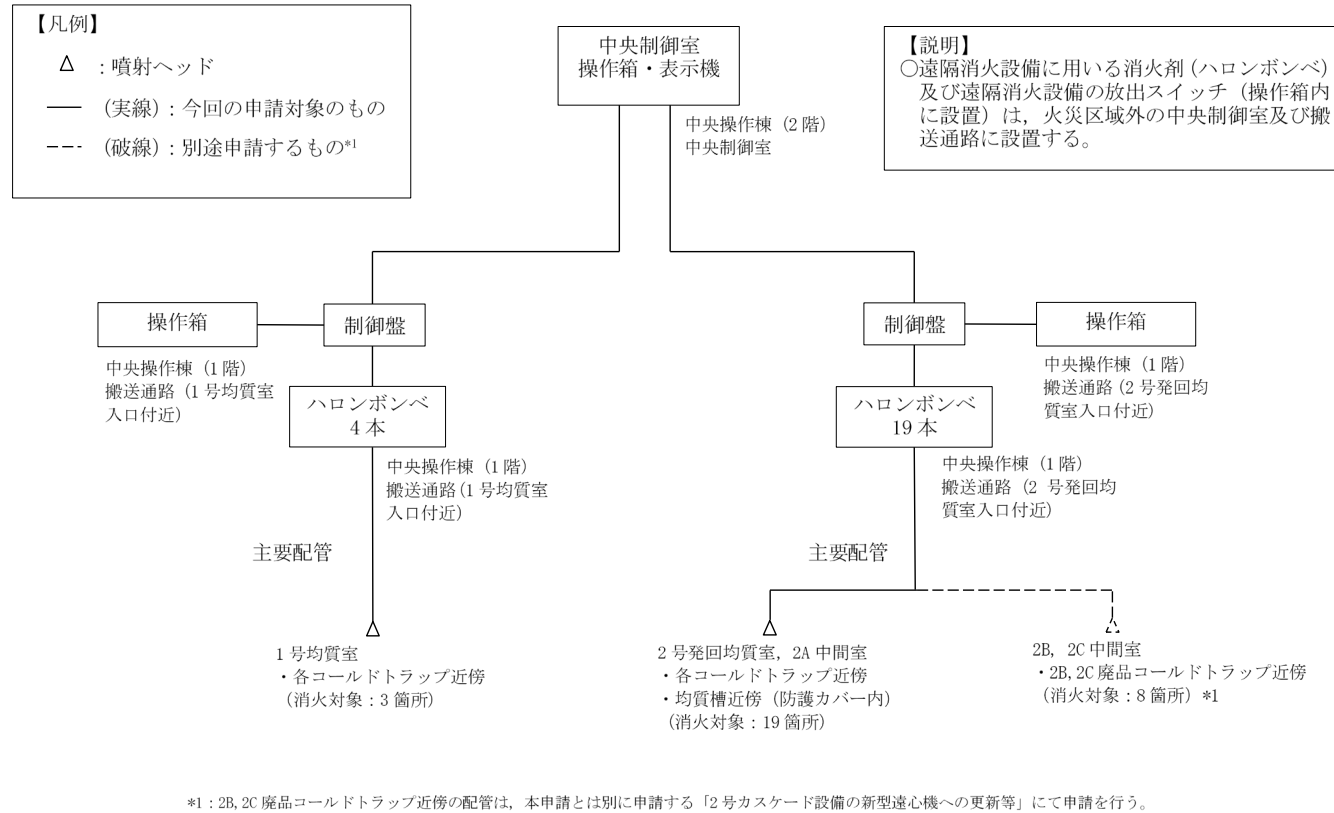 【凡例】
△ :噴射ヘッド
―― (実線):今回の申請対象のもの
--- (破線):別途申請するもの*1
中央制御室
操作箱・表示機
中央操作棟(2階)
中央制御室
【説明】
○遠隔消火設備に用いる消火剤(ハロンボンベ)
及び遠隔消火設備の放出スイッチ(操作箱内
に設置)は,火災区域外の中央制御室及び搬
送通路に設置する。
操作箱
中央操作棟(1階)
搬送通路(1号均質室
入口付近)
制御盤
ハロンボンベ
4本
中央操作棟(1階)
搬送通路(1号均質室
入口付近)
主要配管
1号均質室
・各コールドトラップ近傍
(消火対象:3箇所)
制御盤
操作箱
中央操作棟(1階)
搬送通路(2号発回均
質室入口付近)
ハロンボンベ
19本
中央操作棟(1階)
搬送通路(2 号発回均
質室入口付近)
主要配管
2号発回均質室,2A中間室
・各コールドトラップ近傍
・均質槽近傍(防護カバー内)
(消火対象:19箇所)
2B, 2C中間室
・2B,2C廃品コールドトラップ近傍
(消火対象:8箇所)*1
*1:2B,2C廃品コールドトラップ近傍の配管は,本申請とは別に申請する「2号カスケード設備の新型遠心機への更新等」にて申請を行う。